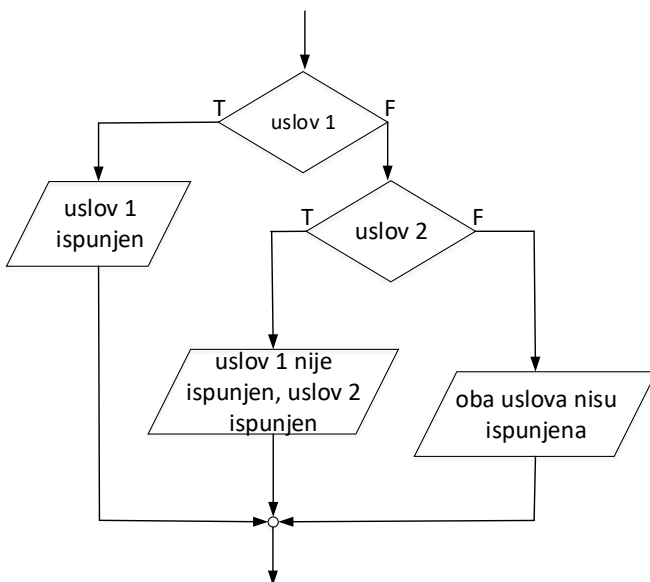 T
F
uslov 1
uslov 1
ispunjen
T
F
uslov 2
uslov 1 nije
ispunjen, uslov 2
ispunjen
oba uslova nisu
ispunjena